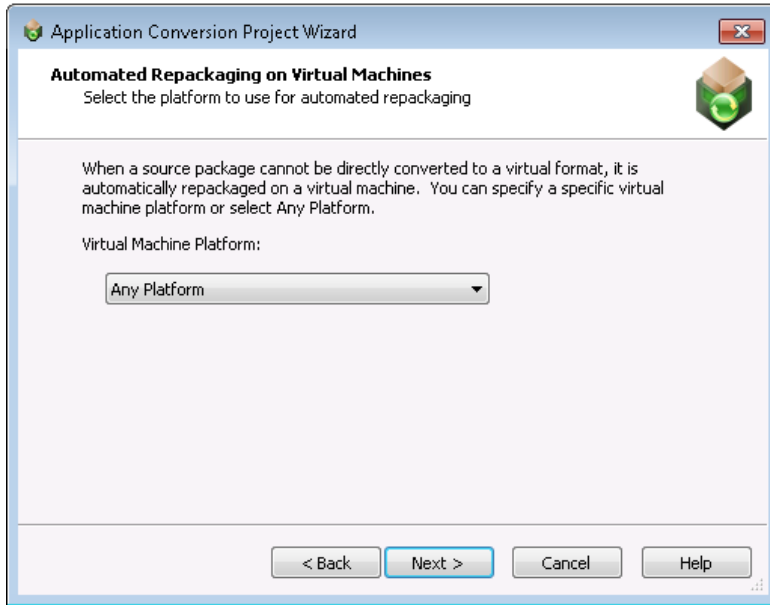 Application Conversion Project Wizard
Automated Repackaging on Virtual Machines
Select the platform to use for automated repackaging
When a source package cannot be directly converted to a virtual format, it is
automatically repackaged on a virtual machine. You can specify a specific virtual
machine platform or select Any Platform.
Virtual Machine Platform:
Any Platform
< Back Next > Cancel Help